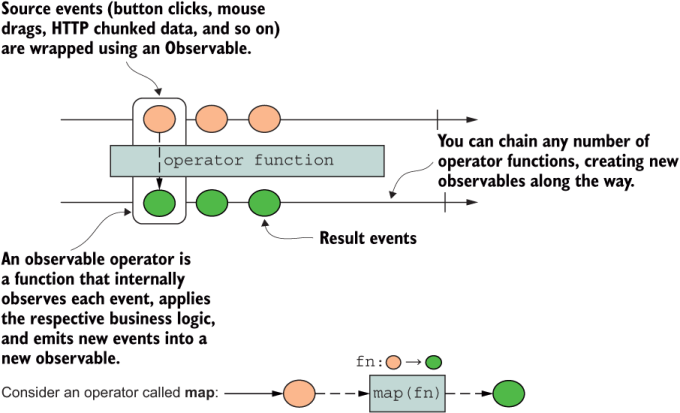 Source events (button clicks, mouse
drags, HTTP chunked data, and so on)
are wrapped using an Observable.
You can chain any number of
operator functions, creating new
observables along the way.
operator function
Result events
An observable operator is
a function that internally
observes each event, applies
the respective business logic,
and emits new events into a
new observable.
fn: →
Consider an operator called map:
map(fn)